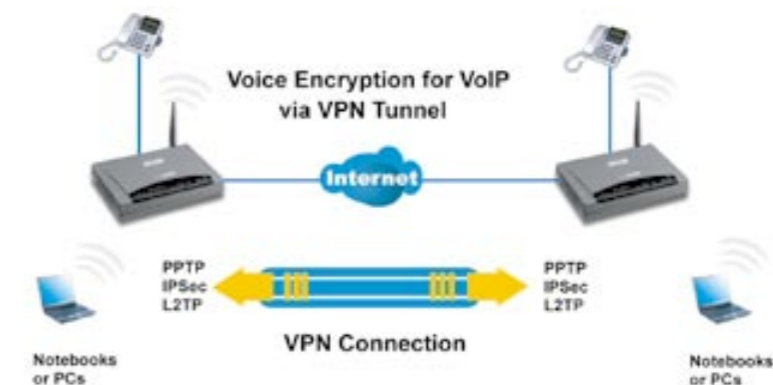 Voice Encryption for VoIP
via VPN Tunnel
Internet
PPTP
IPSec
L2TP
PPTP
IPSec
L2TP
VPN Connection
Notebooks
or PCs
Notebooks
or PCs